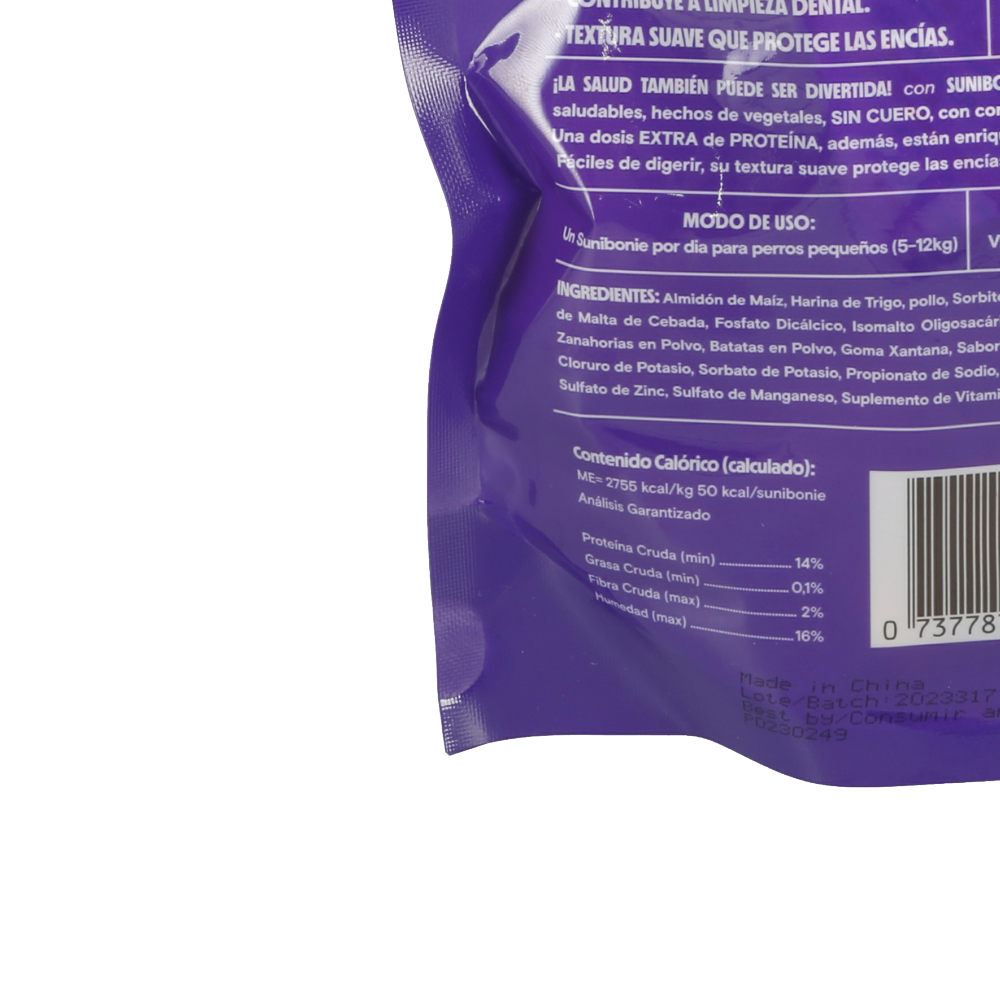 CONTRIBUYE A LIMPIEZA DENTAL.
· TEXTURA SUAVE QUE PROTEGE LAS ENCÍAS.
¡LA SALUD TAMBIÉN PUEDE SER DIVERTIDA! con
saludables, hechos de vegetales, SIN CUERO, con
Una dosis EXTRA de PROTEÍNA, además, están
Fáciles de digerir, su textura suave protege las
MODO DE USO:
Un Sunibonie por dia para perros pequeños (5-12kg)
INGREDIENTES: Almidón de Maíz, Harina de Trigo, pollo,
de Malta de Cebada, Fosfato Dicálcico, Isomalto
Zanahorias en Polvo, Batatas en Polvo, Goma Xantana,
Cloruro de Potasio, Sorbato de Potasio, Propionato de Sodio,
Sulfato de Zinc, Sulfato de Manganeso, Suplemento de
Contenido Calórico (calculado):
ME= 2755 kcal/kg 50 kcal/sunibonie
Análisis Garantizado
Proteína Cruda (min) ........ 14%
Grasa Cruda (min) ........ 0,1%
Fibra Cruda (max) ........ 2%
Humedad (max) ........ 16%
0 73778
Made in China
Lote/Batch:2023317
Best by/Consumir
PD230249